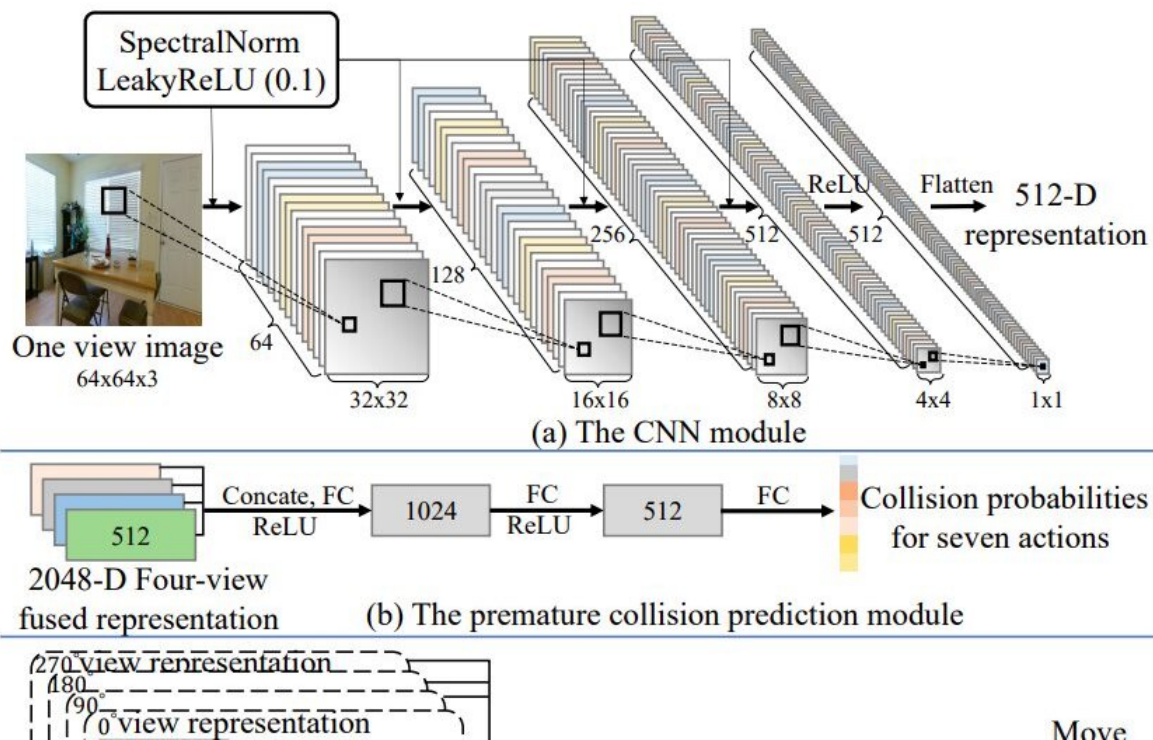 SpectralNorm
LeakyReLU (0.1)
ReLU
Flatten
512-D
representation
64
128
256
512
512
One view image
64x64x3
32x32
16x16
8x8
4x4
1x1
(a) The CNN module
512
Concate, FC
ReLU
1024
FC
ReLU
512
FC
Collision probabilities
for seven actions
2048-D Four-view
fused representation
(b) The premature collision prediction module
270° view representation
180°
90°
0° view representation
Move